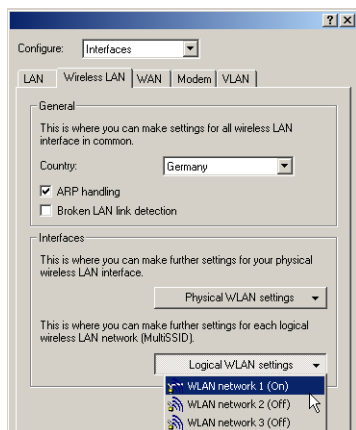 Configure: Interfaces
LAN Wireless LAN WAN Modem VLAN
General
This is where you can make settings for all wireless LAN
interface in common.
Country: Germany
ARP handling
Broken LAN link detection
Interfaces
This is where you can make further settings for your physical
wireless LAN interface.
Physical WLAN settings
This is where you can make further settings for each logical
wireless LAN network (MultiSSID).
Logical WLAN settings
WLAN network 1 (On)
WLAN network 2 (Off)
WLAN network 3 (Off)